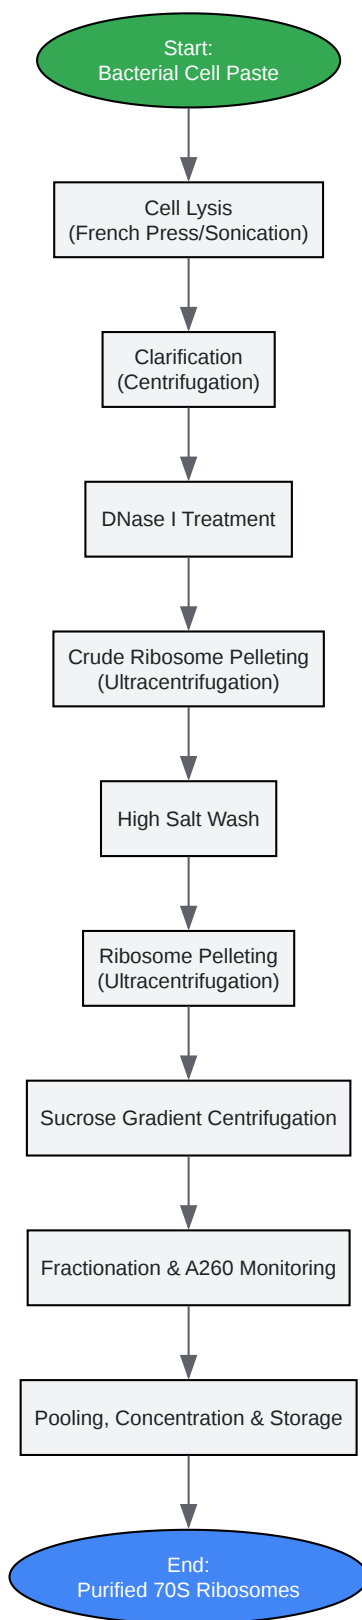 Start:
Bacterial Cell Paste
Cell Lysis
(French Press/Sonication)
Clarification
(Centrifugation)
DNase I Treatment
Crude Ribosome Pelleting
(Ultracentrifugation)
High Salt Wash
Ribosome Pelleting
(Ultracentrifugation)
Sucrose Gradient Centrifugation
Fractionation & A260 Monitoring
Pooling, Concentration & Storage
End:
Purified 70S Ribosomes